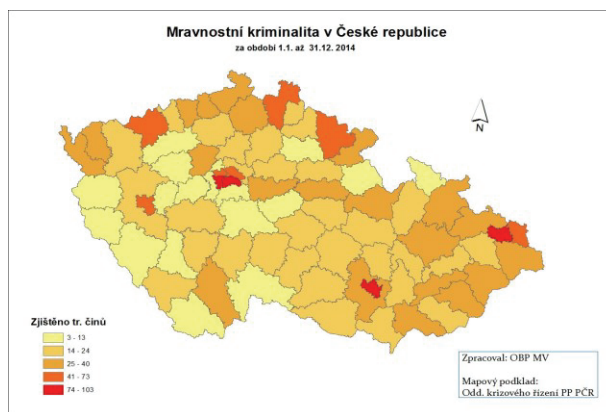 Mravnostní kriminalita v České republice
za období 1.1. až 31.12. 2014
N
Zjištěno tr. činů
3 - 13
14 - 24
25 - 40
41 - 73
74 - 103
Zpracoval: OBP MV
Mapový podklad:
Odd. krizového řízení PP PČR